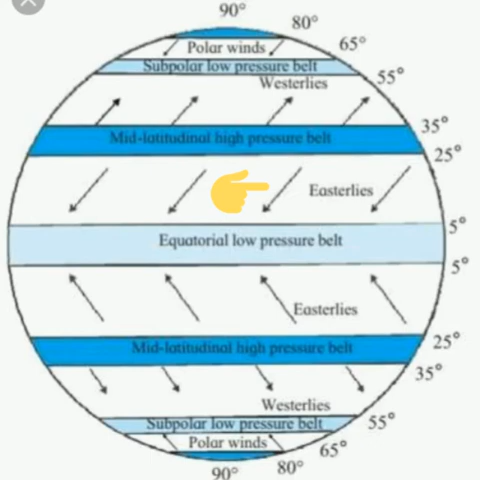 90°
80°
Polar winds
65°
Subpolar low pressure belt
55°
Westerlies
35°
Mid-latitudinal high pressure belt
25°
Easterlies
5°
Equatorial low pressure belt
5°
Easterlies
25°
Mid-latitudinal high pressure belt
35°
Westerlies
55°
Subpolar low pressure belt
Polar winds
65°
80°
90°